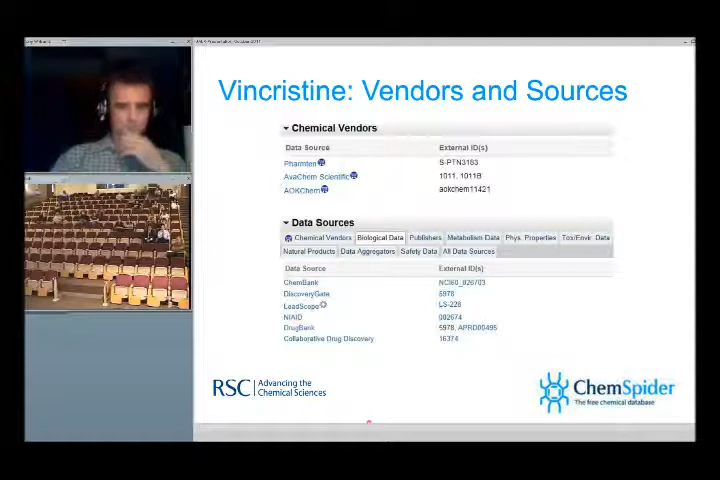 Vincristine: Vendors and Sources
Chemical Vendors
Data Source External ID(s)
Pharmten S-PTN3183
AvaChem Scientific 1011, 1011B
AOKChem aokchem11421
Data Sources
Chemical Vendors Biological Data Publishers Metabolism Data Phys. Properties Tox/Envir. Data
Natural Products Data Aggregators Safety Data All Data Sources
Data Source External ID(s)
ChemBank NCI60_026703
DiscoveryGate 5978
LeadScope LS-228
NIAID 002674
DrugBank 5978, APRD00495
Collaborative Drug Discovery 16374
RSC Advancing the
Chemical Sciences
ChemSpider
The free chemical database